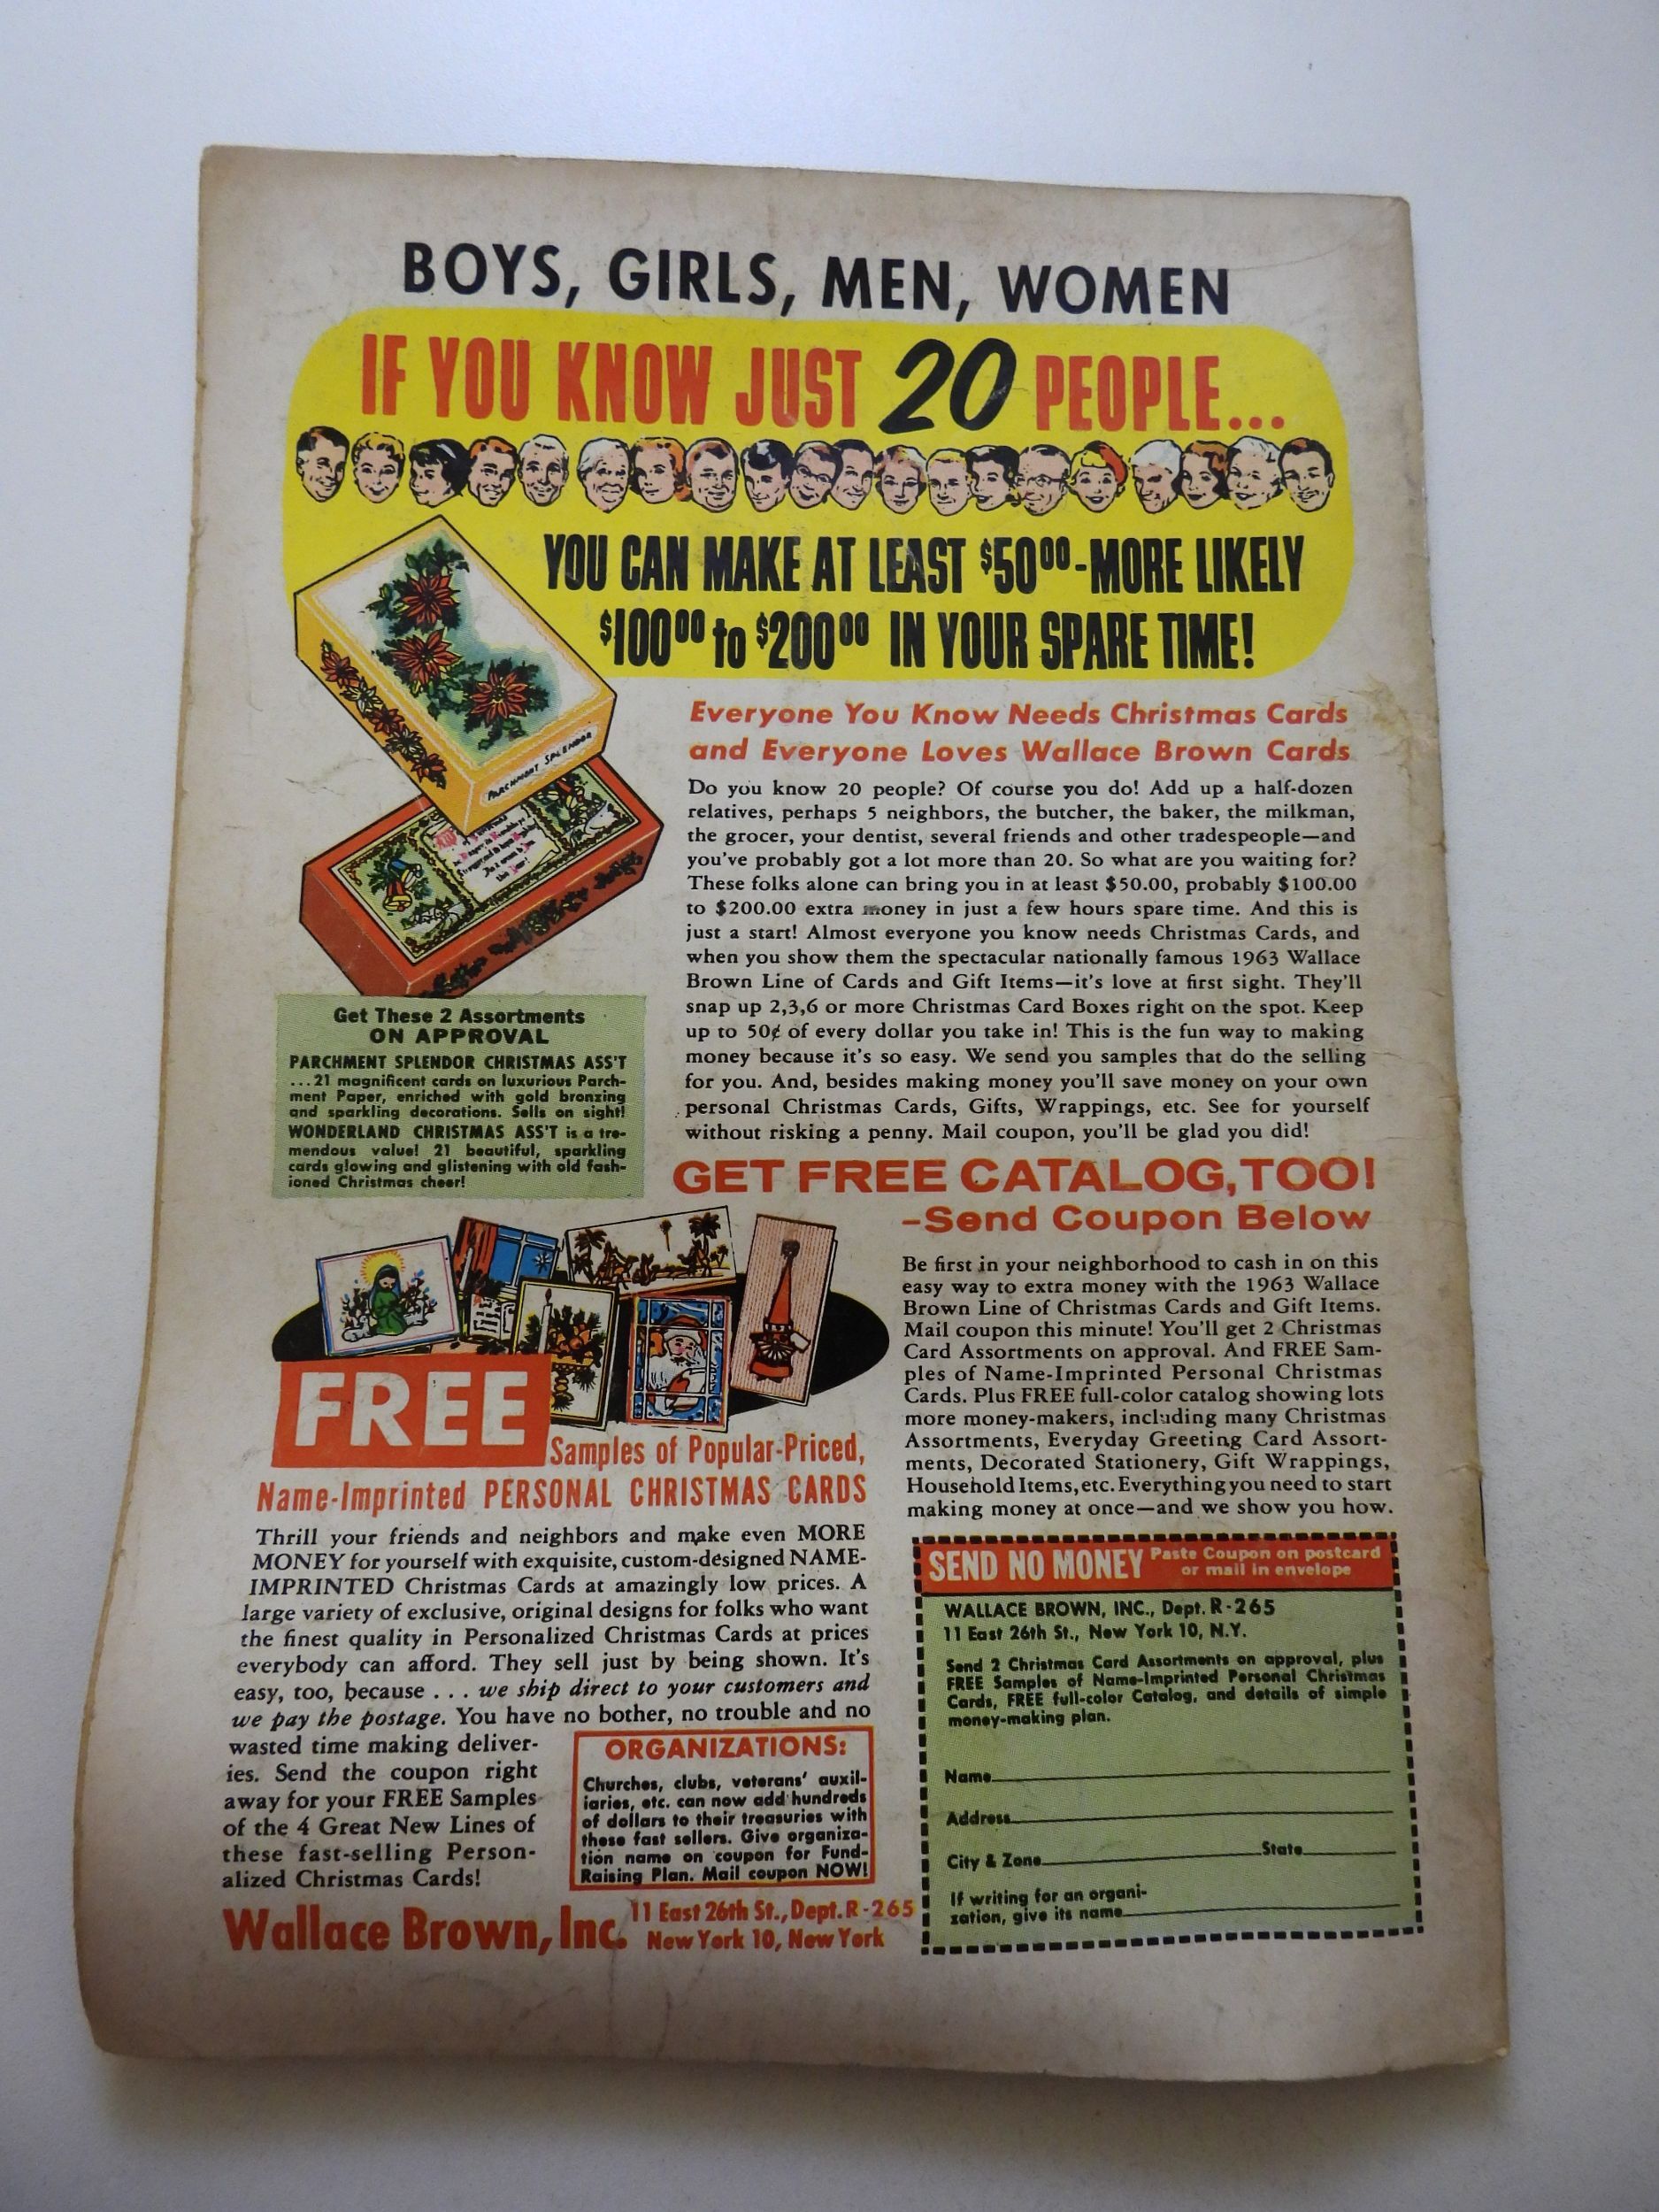 BOYS, GIRLS, MEN, WOMEN
IF YOU KNOW JUST 20 PEOPLE...
YOU CAN MAKE AT LEAST $50⁰⁰-MORE LIKELY
$100⁰⁰ to $200⁰⁰ IN YOUR SPARE TIME!
PARCHMENT SPLENDOR
Everyone You Know Needs Christmas Cards
and Everyone Loves Wallace Brown Cards
Do you know 20 people? Of course you do! Add up a half-dozen
relatives, perhaps 5 neighbors, the butcher, the baker, the milkman,
the grocer, your dentist, several friends and other tradespeople—and
you've probably got a lot more than 20. So what are you waiting for?
These folks alone can bring you in at least $50.00, probably $100.00
to $200.00 extra money in just a few hours spare time. And this is
just a start! Almost everyone you know needs Christmas Cards, and
when you show them the spectacular nationally famous 1963 Wallace
Brown Line of Cards and Gift Items—it's love at first sight. They'll
snap up 2,3,6 or more Christmas Card Boxes right on the spot. Keep
up to 50¢ of every dollar you take in! This is the fun way to making
money because it's so easy. We send you samples that do the selling
for you. And, besides making money you'll save money on your own
personal Christmas Cards, Gifts, Wrappings, etc. See for yourself
without risking a penny. Mail coupon, you'll be glad you did!
Get These 2 Assortments
ON APPROVAL
PARCHMENT SPLENDOR CHRISTMAS ASS'T
...21 magnificent cards on luxurious Parch-
ment Paper, enriched with gold bronzing
and sparkling decorations. Sells on sight!
WONDERLAND CHRISTMAS ASS'T is a tre-
mendous value! 21 beautiful, sparkling
cards glowing and glistening with old fash-
ioned Christmas cheer!
GET FREE CATALOG, TOO!
-Send Coupon Below
Be first in your neighborhood to cash in on this
easy way to extra money with the 1963 Wallace
Brown Line of Christmas Cards and Gift Items.
Mail coupon this minute! You'll get 2 Christmas
Card Assortments on approval. And FREE Sam-
ples of Name-Imprinted Personal Christmas
Cards. Plus FREE full-color catalog showing lots
more money-makers, including many Christmas
Assortments, Everyday Greeting Card Assort-
ments, Decorated Stationery, Gift Wrappings,
Household Items, etc. Everything you need to start
making money at once—and we show you how.
FREE
Samples of Popular-Priced,
Name-Imprinted PERSONAL CHRISTMAS CARDS
Thrill your friends and neighbors and make even MORE
MONEY for yourself with exquisite, custom-designed NAME-
IMPRINTED Christmas Cards at amazingly low prices. A
large variety of exclusive, original designs for folks who want
the finest quality in Personalized Christmas Cards at prices
everybody can afford. They sell just by being shown. It's
easy, too, because . . . we ship direct to your customers and
we pay the postage. You have no bother, no trouble and no
wasted time making deliver-
ies. Send the coupon right
away for your FREE Samples
of the 4 Great New Lines of
these fast-selling Person-
alized Christmas Cards!
ORGANIZATIONS:
Churches, clubs, veterans' auxil-
iaries, etc. can now add hundreds
of dollars to their treasuries with
these fast sellers. Give organiza-
tion name on coupon for Fund-
Raising Plan. Mail coupon NOW!
Wallace Brown, Inc. 11 East 26th St., Dept. R-265
New York 10, New York
SEND NO MONEY Paste Coupon on postcard
or mail in envelope
WALLACE BROWN, INC., Dept. R-265
11 East 26th St., New York 10, N.Y.
Send 2 Christmas Card Assortments on approval, plus
FREE Samples of Name-Imprinted Personal Christmas
Cards, FREE full-color Catalog, and details of simple
money-making plan.
Name
Address
City & Zone State
If writing for an organi-
zation, give its name